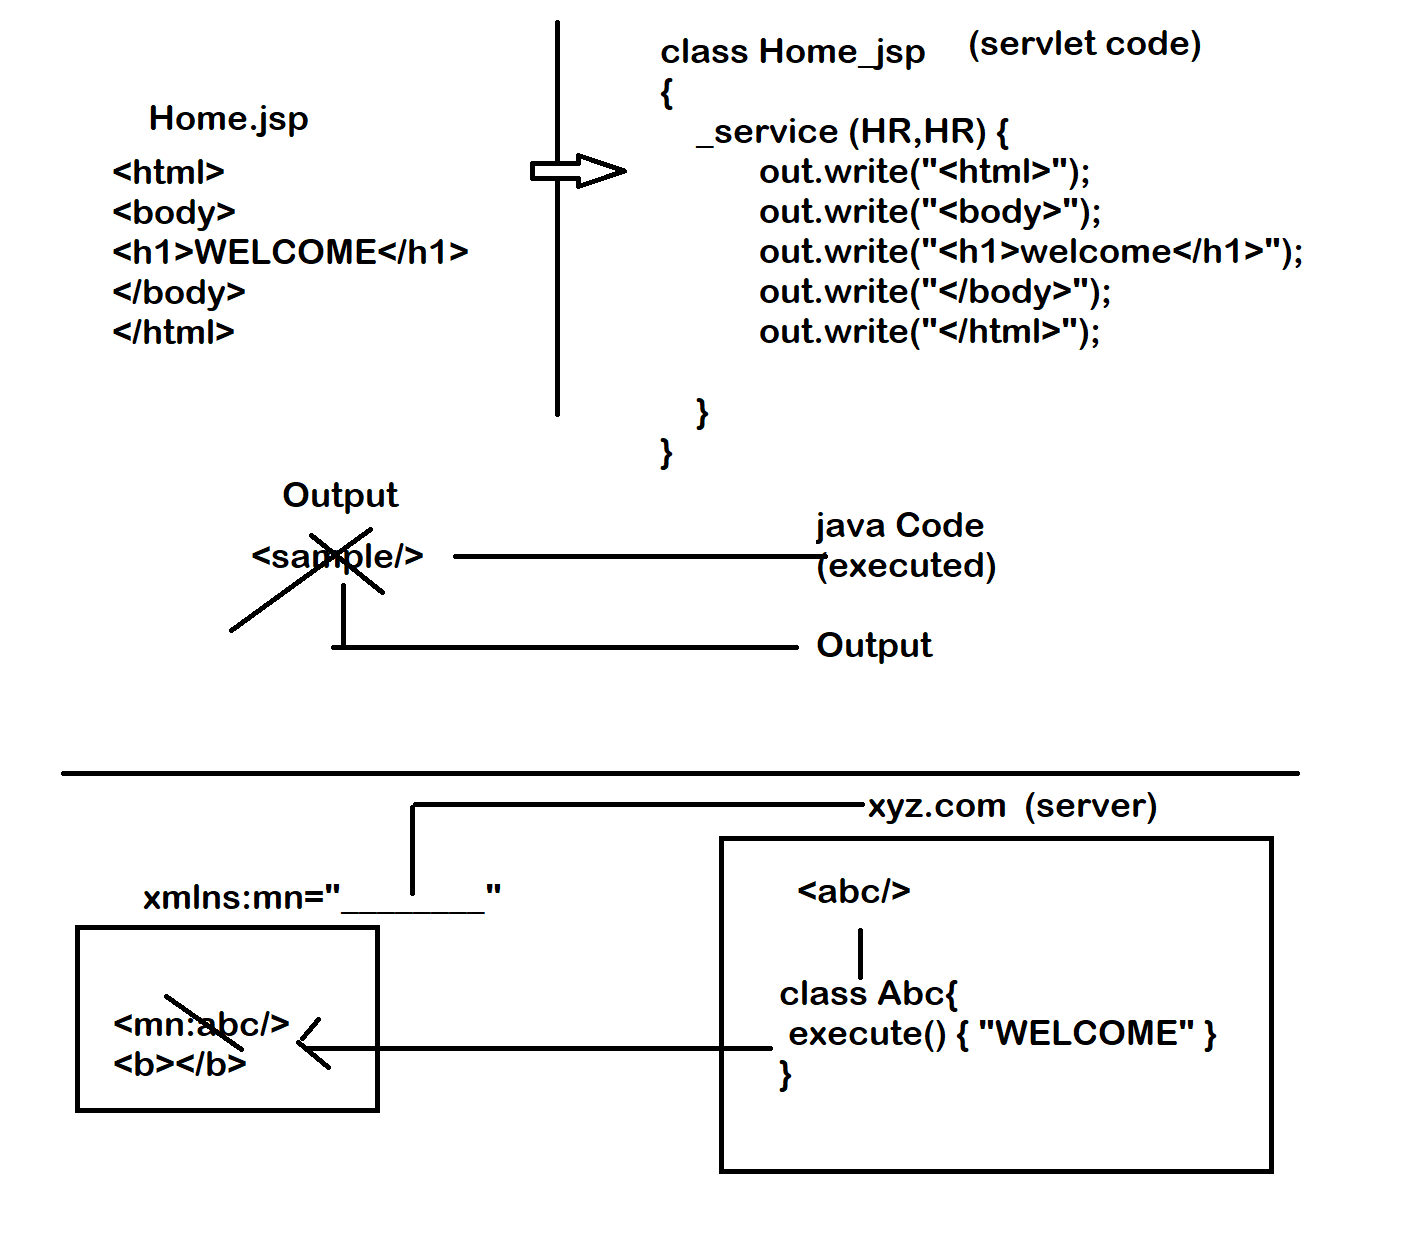 Home.jsp
<html>
<body>
<h1>WELCOME</h1>
</body>
</html>
class Home_jsp (servlet code)
{
_service (HR,HR) {
out.write("<html>");
out.write("<body>");
out.write("<h1>welcome</h1>");
out.write("</body>");
out.write("</html>");
}
}
Output
<sample/>
java Code
(executed)
Output
xyz.com (server)
xmlns:mn="________"
<mn:abc/>
<b></b>
<abc/>
class Abc{
execute() { "WELCOME" }
}